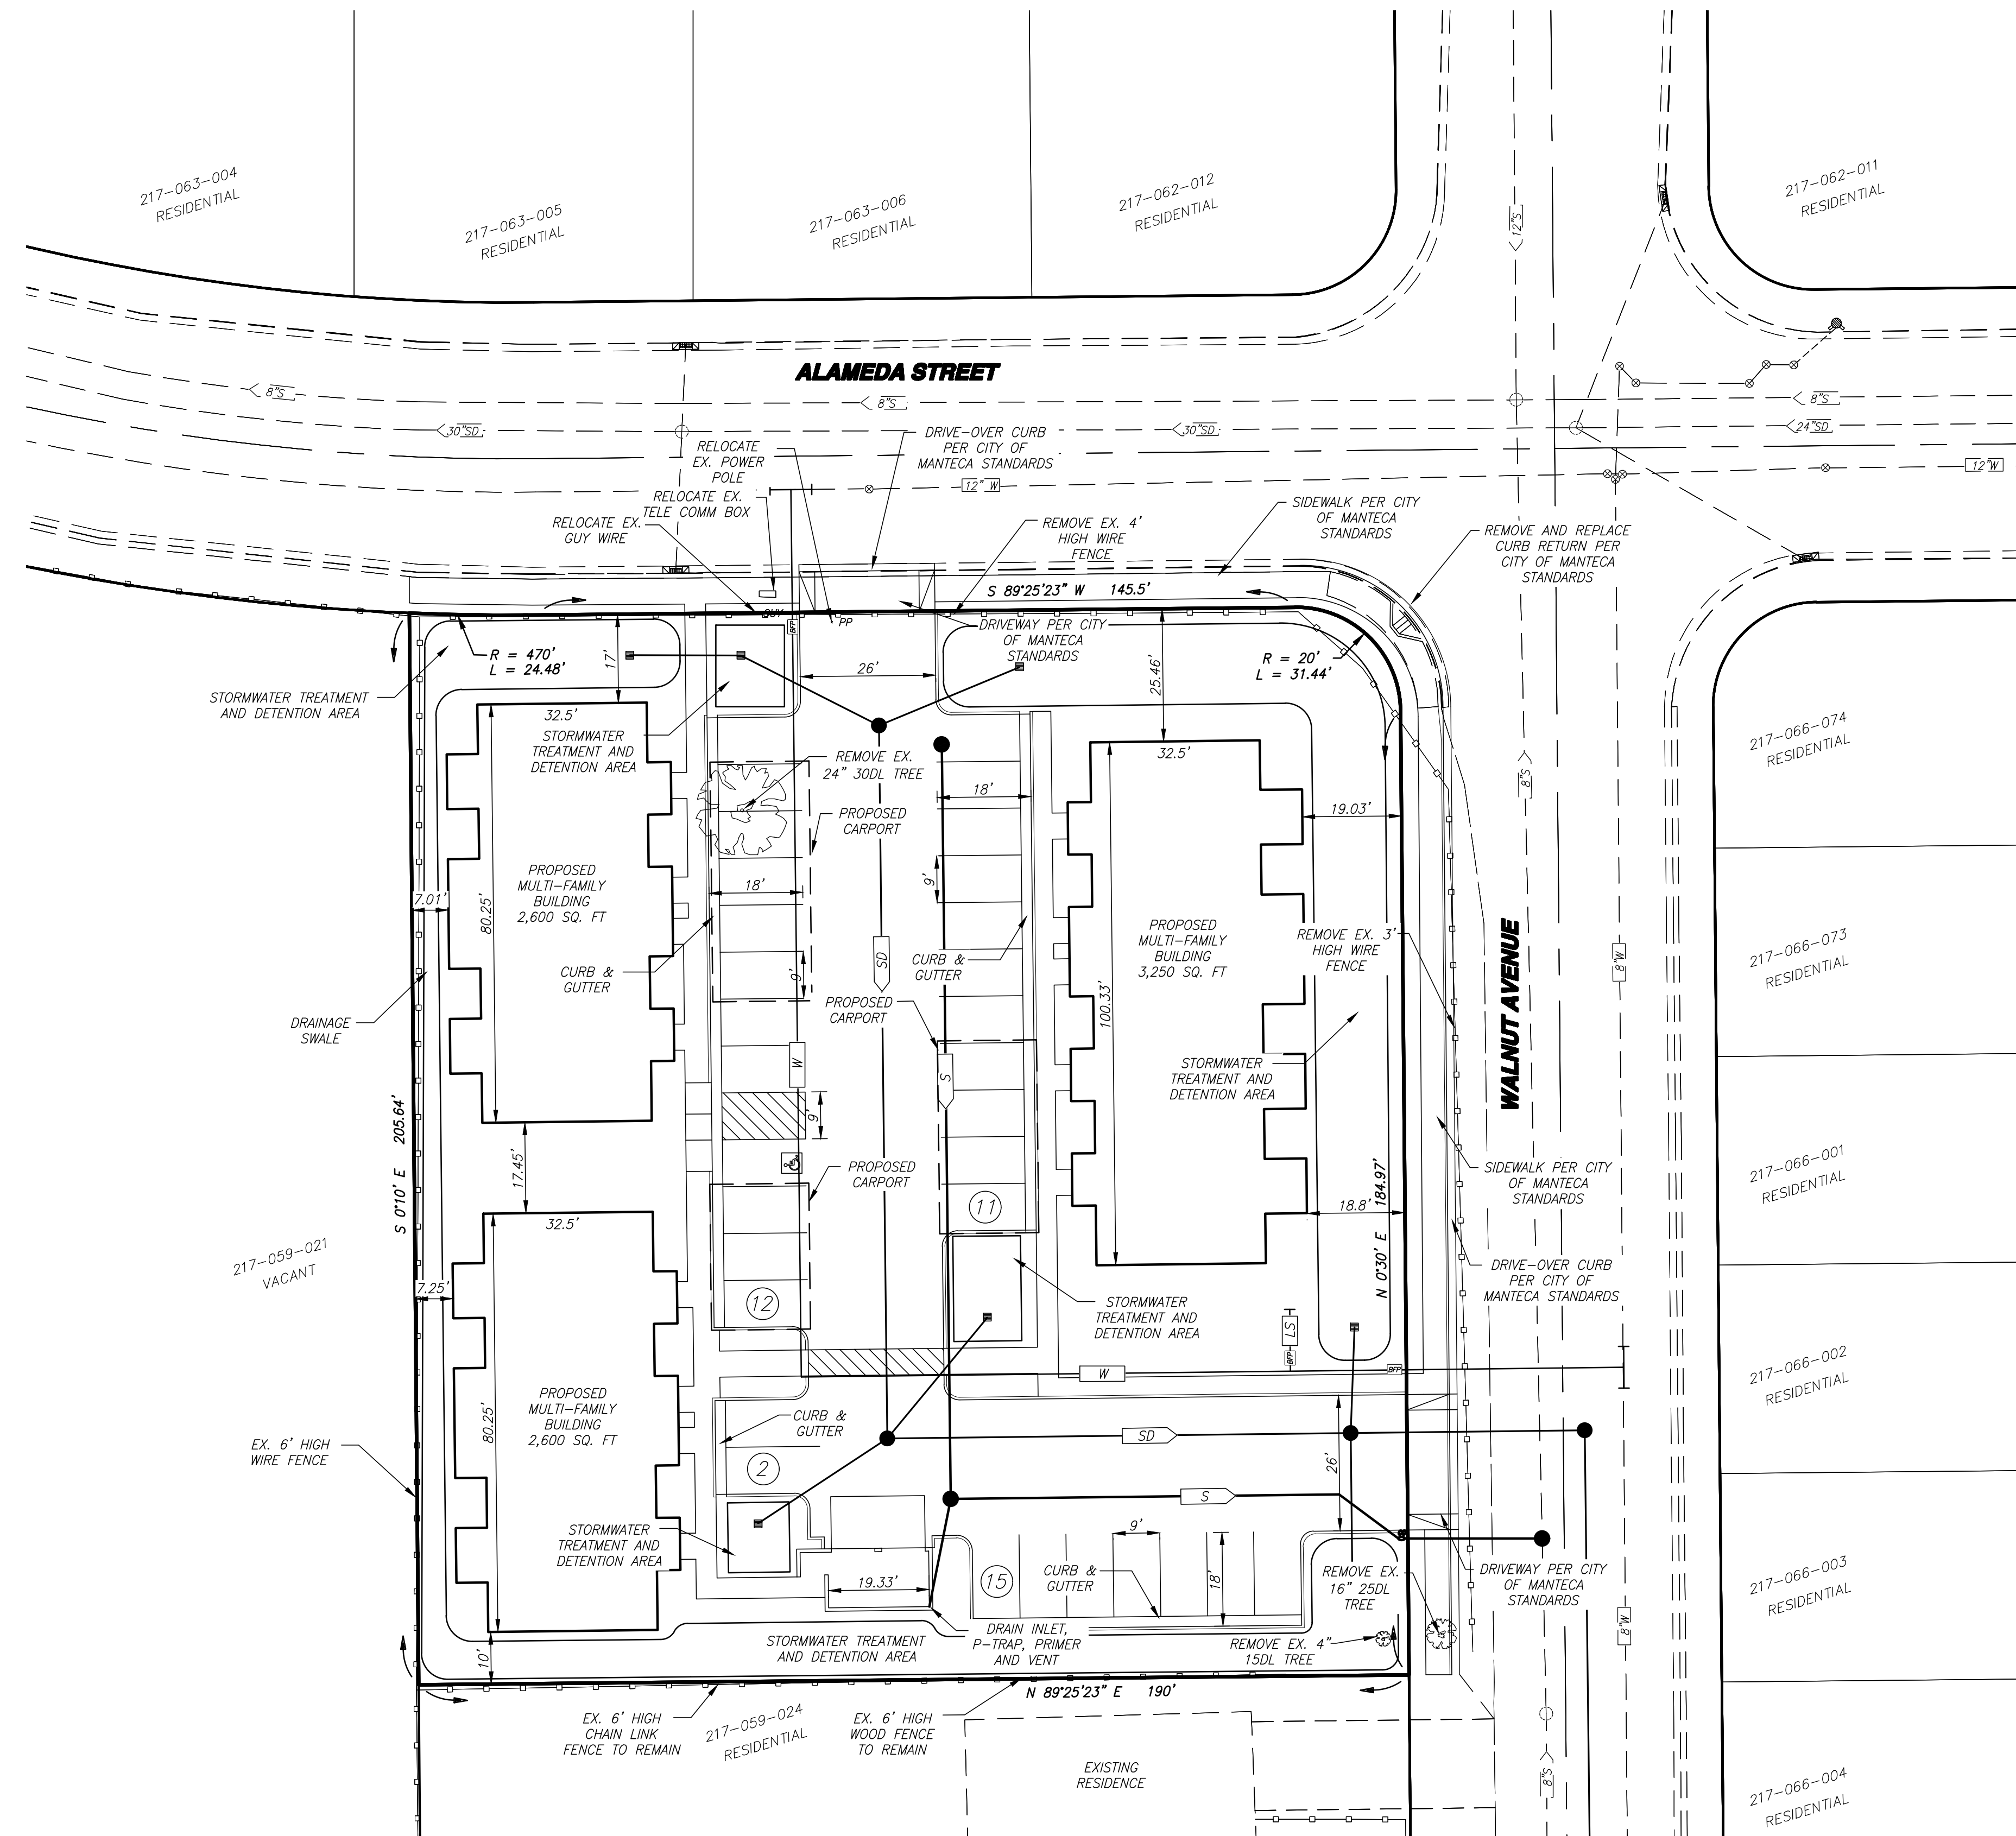 217-063-004
RESIDENTIAL
217-063-005
RESIDENTIAL
217-063-006
RESIDENTIAL
217-062-012
RESIDENTIAL
217-062-011
RESIDENTIAL
12"S
ALAMEDA STREET
8"S
8"S
8"S
30"SD
30"SD
24"SD
12" W
12"W
RELOCATE
EX. POWER
POLE
DRIVE-OVER CURB
PER CITY OF
MANTECA STANDARDS
RELOCATE EX.
TELE COMM BOX
RELOCATE EX.
GUY WIRE
REMOVE EX. 4'
HIGH WIRE
FENCE
SIDEWALK PER CITY
OF MANTECA
STANDARDS
REMOVE AND REPLACE
CURB RETURN PER
CITY OF MANTECA
STANDARDS
S 89°25'23" W 145.5'
GUY
PP
BFP
DRIVEWAY PER CITY
OF MANTECA
STANDARDS
R = 470'
L = 24.48'
17'
26'
25.46'
R = 20'
L = 31.44'
STORMWATER TREATMENT
AND DETENTION AREA
32.5'
STORMWATER
TREATMENT AND
DETENTION AREA
REMOVE EX.
24" 30DL TREE
32.5'
217-066-074
RESIDENTIAL
8"S
18'
19.03'
PROPOSED
CARPORT
PROPOSED
MULTI-FAMILY
BUILDING
2,600 SQ. FT
80.25'
7.01'
18'
9'
PROPOSED
MULTI-FAMILY
BUILDING
3,250 SQ. FT
100.33'
REMOVE EX. 3'
HIGH WIRE
FENCE
WALNUT AVENUE
8"W
217-066-073
RESIDENTIAL
CURB &
GUTTER
9'
SD
CURB &
GUTTER
PROPOSED
CARPORT
DRAINAGE
SWALE
W
S
STORMWATER
TREATMENT AND
DETENTION AREA
S 0°10' E 205.64'
9'
17.45'
PROPOSED
CARPORT
11
N 0°30' E 184.97'
18.8'
SIDEWALK PER CITY
OF MANTECA
STANDARDS
217-066-001
RESIDENTIAL
217-059-021
VACANT
32.5'
7.25'
12
STORMWATER
TREATMENT AND
DETENTION AREA
LS
BFP
DRIVE-OVER CURB
PER CITY OF
MANTECA STANDARDS
W
BFP
217-066-002
RESIDENTIAL
PROPOSED
MULTI-FAMILY
BUILDING
2,600 SQ. FT
80.25'
CURB &
GUTTER
SD
26'
EX. 6' HIGH
WIRE FENCE
2
S
STORMWATER
TREATMENT AND
DETENTION AREA
9'
19.33'
15
CURB &
GUTTER
18'
REMOVE EX.
16" 25DL
TREE
DRIVEWAY PER CITY
OF MANTECA
STANDARDS
217-066-003
RESIDENTIAL
8"W
10'
STORMWATER TREATMENT
AND DETENTION AREA
DRAIN INLET,
P-TRAP, PRIMER
AND VENT
REMOVE EX. 4"
15DL TREE
N 89°25'23" E 190'
EX. 6' HIGH
CHAIN LINK
FENCE TO REMAIN
217-059-024
RESIDENTIAL
EX. 6' HIGH
WOOD FENCE
TO REMAIN
EXISTING
RESIDENCE
8"S
217-066-004
RESIDENTIAL